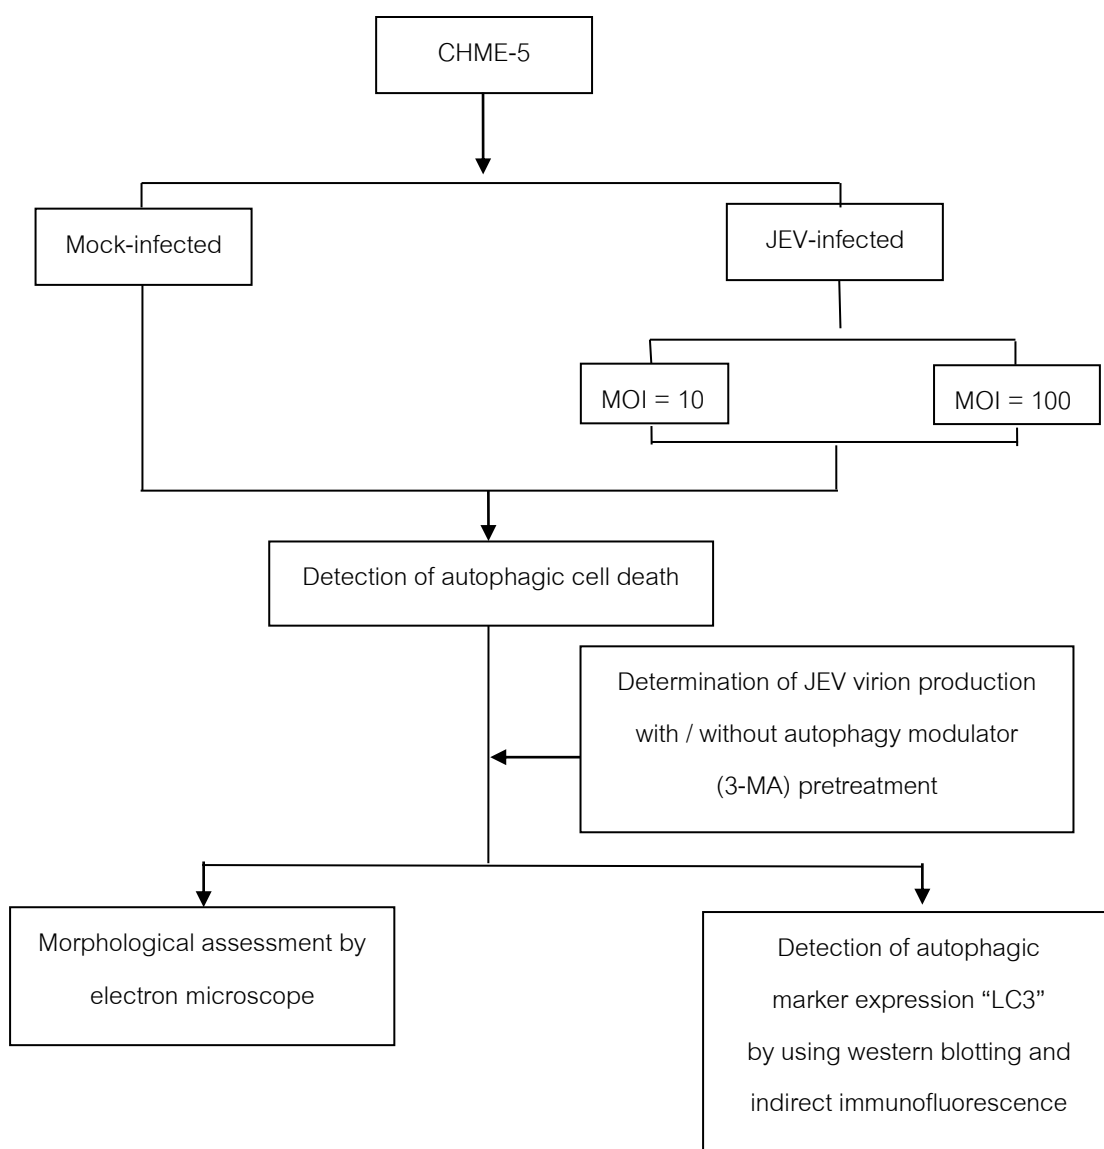 CHME-5
Mock-infected
JEV-infected
MOI = 10
MOI = 100
Detection of autophagic cell death
Determination of JEV virion production
with / without autophagy modulator
(3-MA) pretreatment
Morphological assessment by
electron microscope
Detection of autophagic
marker expression “LC3”
by using western blotting and
indirect immunofluorescence